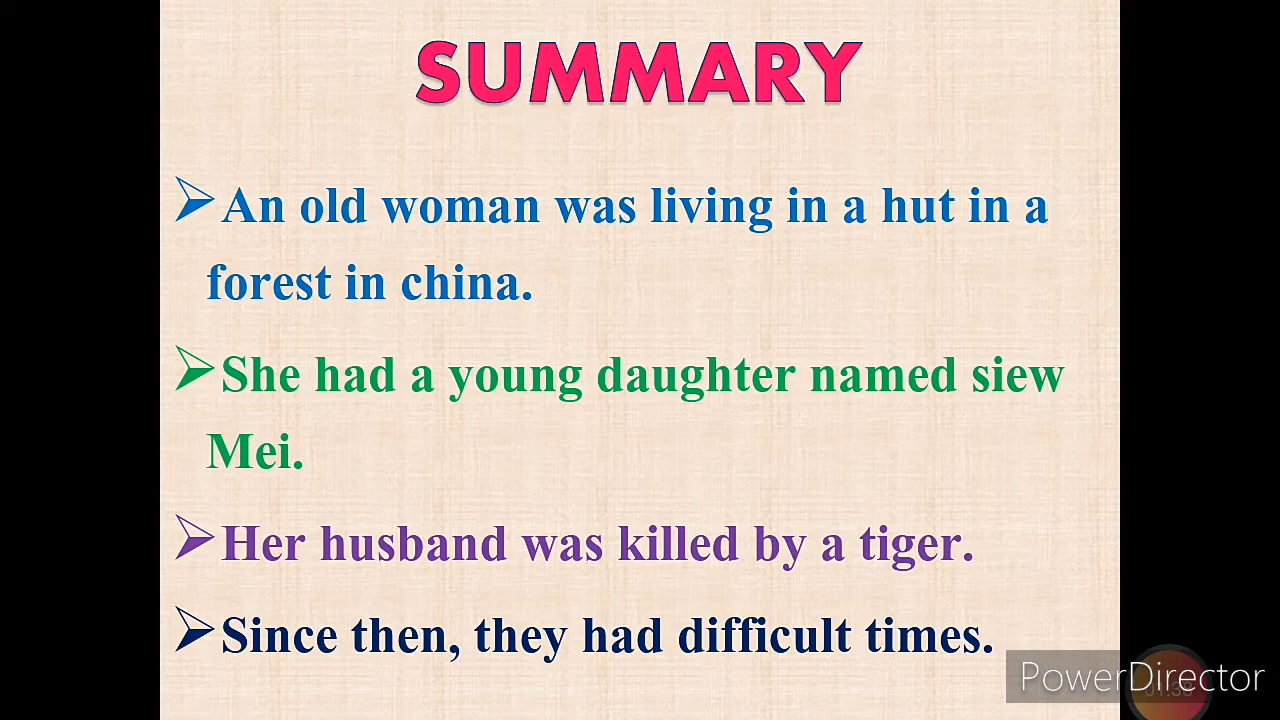 SUMMARY
➢An old woman was living in a hut in a
forest in china.
➢She had a young daughter named siew
Mei.
➢Her husband was killed by a tiger.
➢Since then, they had difficult times.
PowerDirector